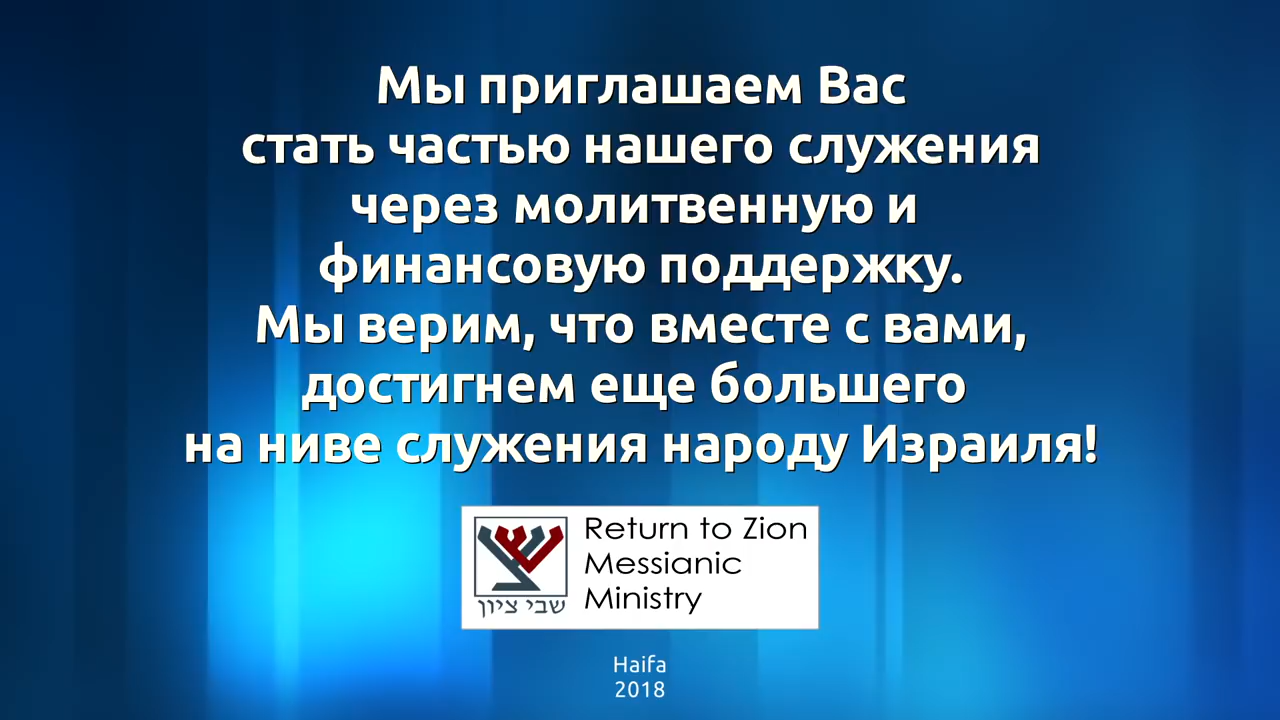 Мы приглашаем Вас
стать частью нашего служения
через молитвенную и
финансовую поддержку.
Мы верим, что вместе с вами,
достигнем еще большего
на ниве служения народу Израиля!
Return to Zion
Messianic
Ministry
שבי ציון
Haifa
2018